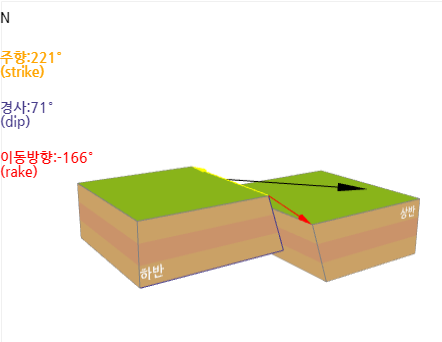 N
주향:221°
(strike)
경사:71°
(dip)
이동방향:-166°
(rake)
상반
하반